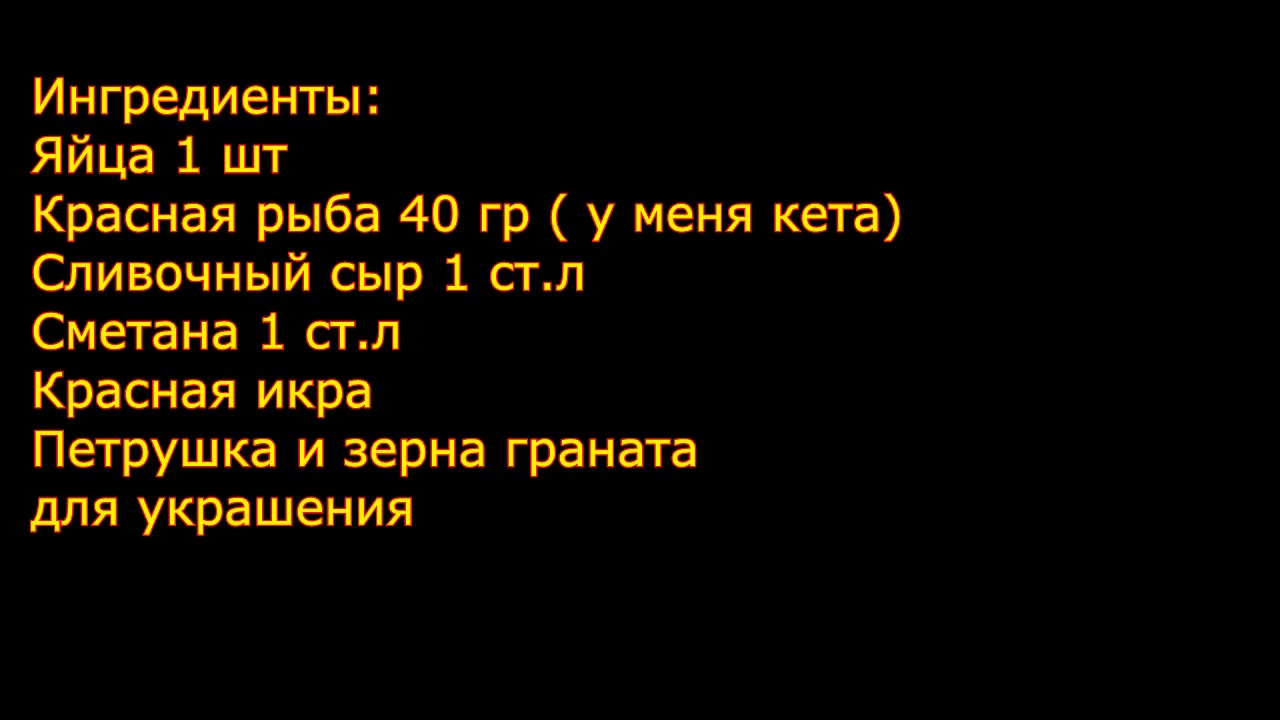 Ингредиенты:
Яйца 1 шт
Красная рыба 40 гр ( у меня кета)
Сливочный сыр 1 ст.л
Сметана 1 ст.л
Красная икра
Петрушка и зерна граната
для украшения